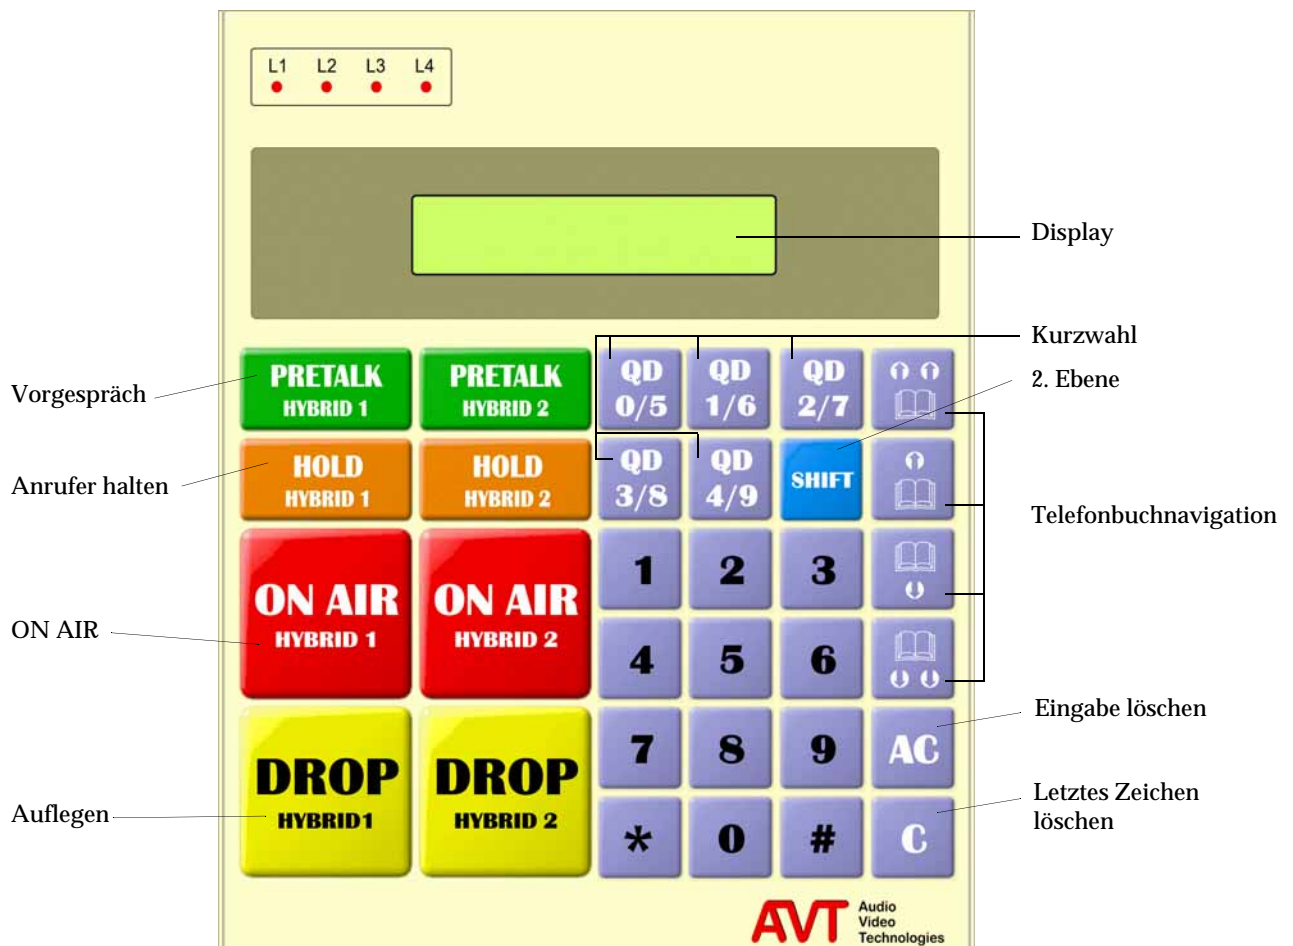 L1 L2 L3 L4
Display
Kurzwahl
2. Ebene
Vorgespräch
PRETALK
HYBRID 1
PRETALK
HYBRID 2
QD
0/5
QD
1/6
QD
2/7
Anrufer halten
HOLD
HYBRID 1
HOLD
HYBRID 2
QD
3/8
QD
4/9
SHIFT
Telefonbuchnavigation
ON AIR
ON AIR
HYBRID 1
ON AIR
HYBRID 2
1 2 3
4 5 6
Eingabe löschen
Auflegen
DROP
HYBRID1
DROP
HYBRID 2
7 8 9 AC
Letztes Zeichen
löschen
* 0 # C
AVT
Audio
Video
Technologies